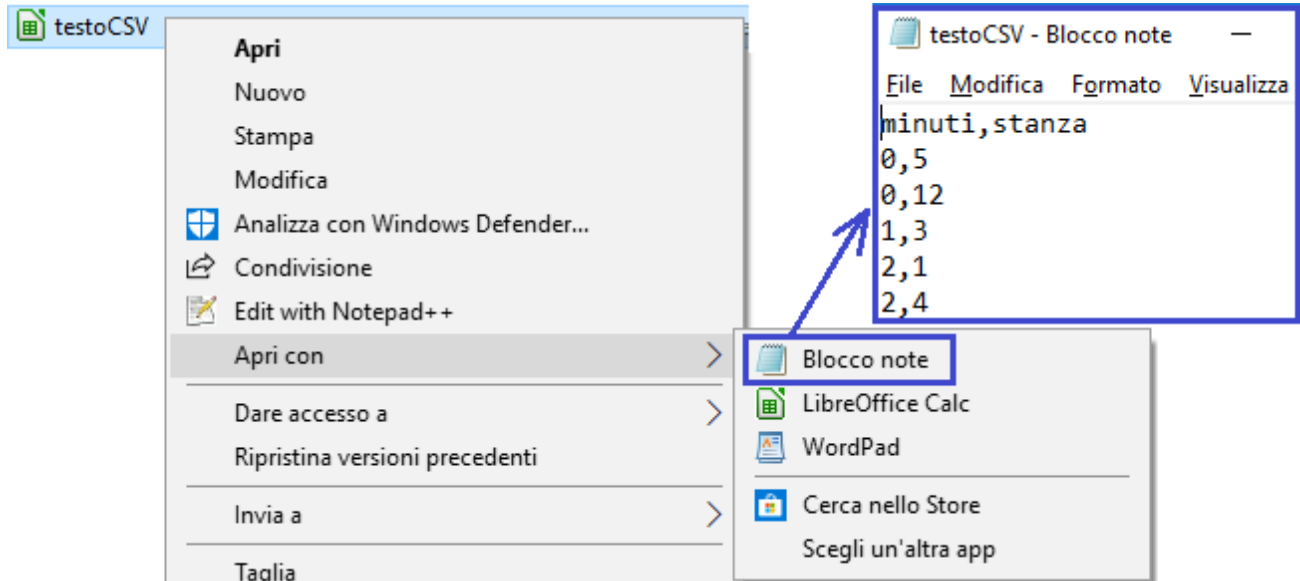 testoCSV
Apri
Nuovo
Stampa
Modifica
Analizza con Windows Defender...
Condivisione
Edit with Notepad++
Apri con
Dare accesso a
Ripristina versioni precedenti
Invia a
Taglia
Blocco note
LibreOffice Calc
WordPad
Cerca nello Store
Scegli un'altra app
testoCSV - Blocco note
File Modifica Formato Visualizza
minuti,stanza
0,5
0,12
1,3
2,1
2,4